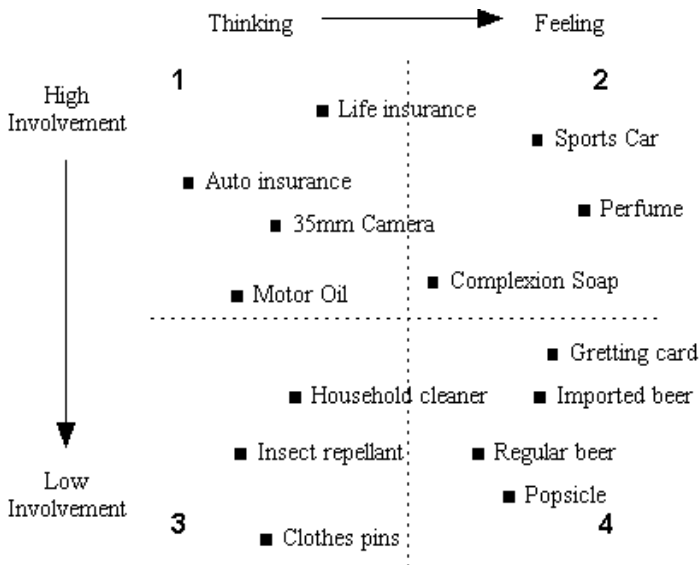 Thinking Feeling
1 2
High
Involvement
Life insurance
Sports Car
Auto insurance
Perfume
35mm Camera
Complexion Soap
Motor Oil
Gretting card
Household cleaner
Imported beer
Insect repellant
Regular beer
Low
Involvement
Popsicle
3 4
Clothes pins